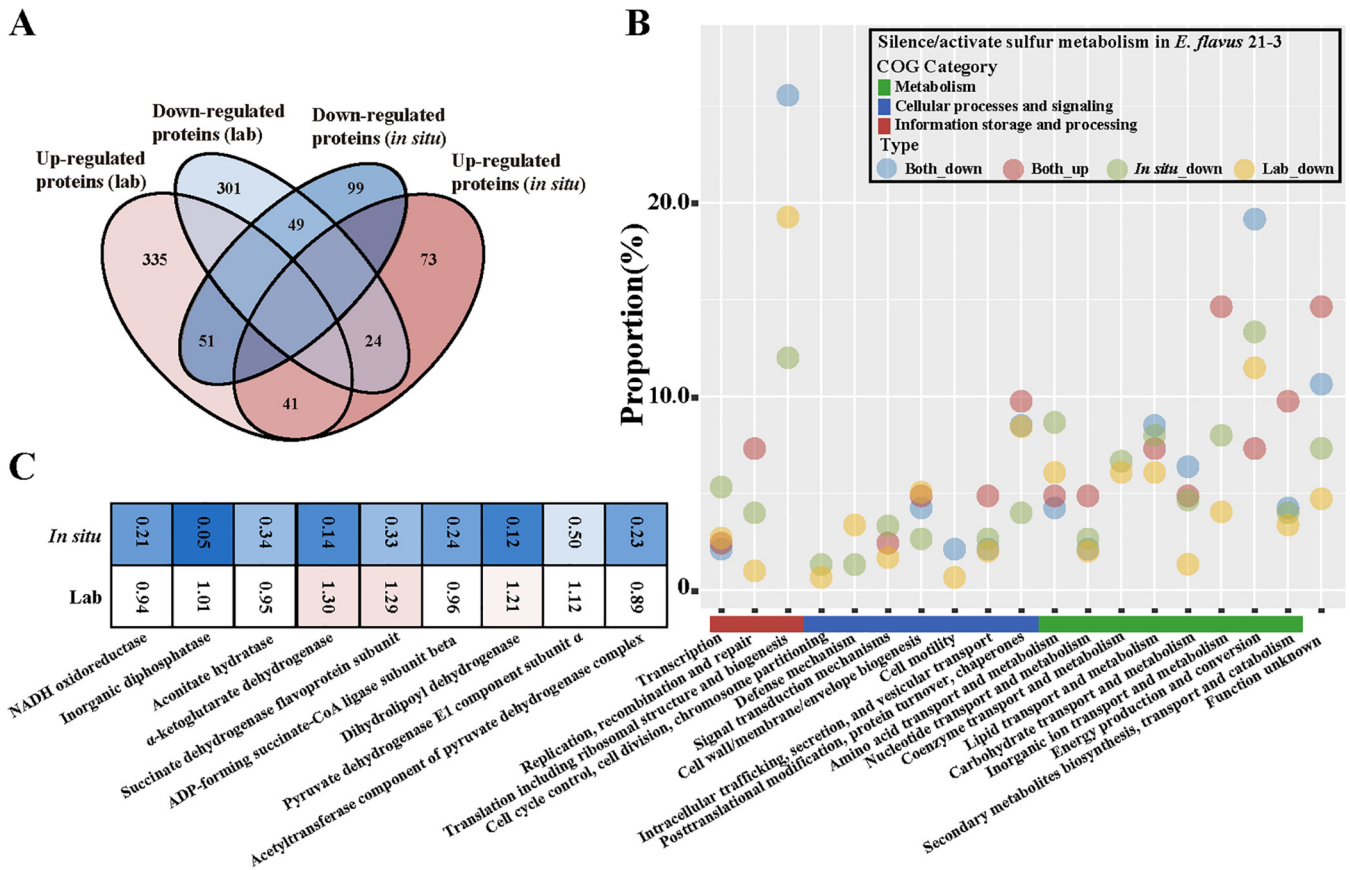 A
Down-regulated
proteins (lab)
Down-regulated
proteins (in situ)
Up-regulated
proteins (lab)
Up-regulated
proteins (in situ)
301
99
49
335
73
51
24
41
B
Silence/activate sulfur metabolism in E. flavus 21-3
COG Category
Metabolism
Cellular processes and signaling
Information storage and processing
Type
Both_down
Both_up
In situ_down
Lab_down
Proportion(%)
20.0
10.0
0
Transcription
Replication, recombination and repair
Translation including ribosomal structure and biogenesis
Cell cycle control, cell division, chromosome partitioning
Defense mechanism
Signal transduction mechanisms
Cell wall/membrane/envelope biogenesis
Cell motility
Intracellular trafficking, secretion, and vesicular transport
Posttranslational modification, protein turnover, chaperones
Amino acid transport and metabolism
Nucleotide transport and metabolism
Coenzyme transport and metabolism
Lipid transport and metabolism
Carbohydrate transport and metabolism
Inorganic ion transport and metabolism
Energy production and conversion
Secondary metabolites biosynthesis, transport and catabolism
Function unknown
C
In situ
0.21
0.05
0.34
0.14
0.33
0.24
0.12
0.50
0.23
Lab
0.94
1.01
0.95
1.30
1.29
0.96
1.21
1.12
0.89
NADH oxidoreductase
Inorganic diphosphatase
Aconitate hydratase
α-ketoglutarate dehydrogenase
Succinate dehydrogenase flavoprotein subunit
ADP-forming succinate-CoA ligase subunit beta
Dihydrolipoyl dehydrogenase
Pyruvate dehydrogenase E1 component subunit α
Acetyltransferase component of pyruvate dehydrogenase complex